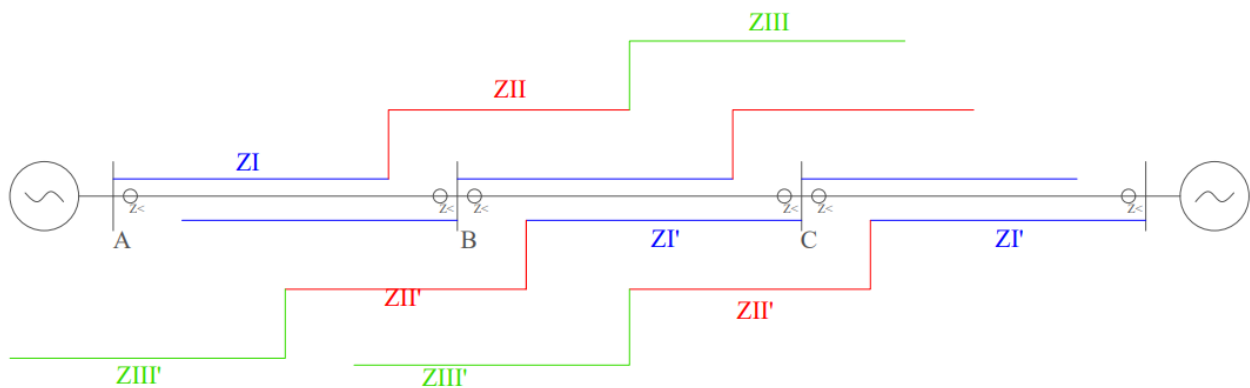 ZIII
ZII
ZI
Z< Z< Z< Z< Z< Z<
A B C
ZI' ZI'
ZII' ZII'
ZIII' ZIII'